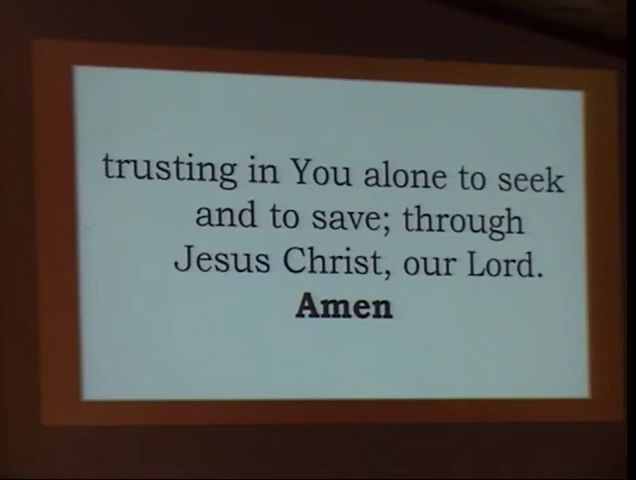 trusting in You alone to seek
and to save; through
Jesus Christ, our Lord.
Amen